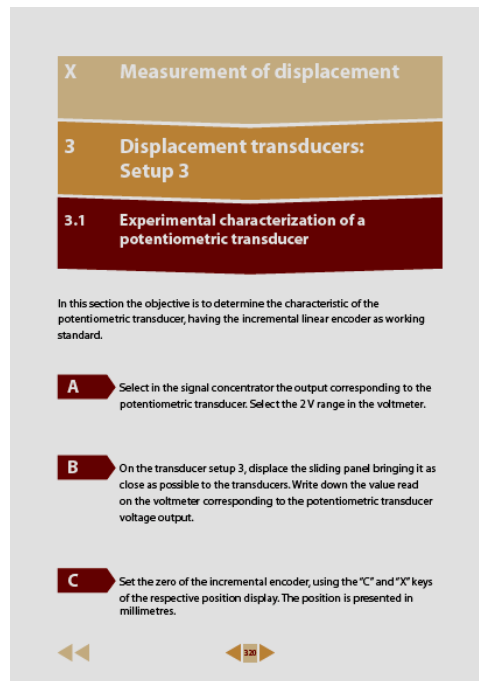 X Measurement of displacement
3 Displacement transducers:
Setup 3
3.1 Experimental characterization of a
potentiometric transducer
In this section the objective is to determine the characteristic of the
potentiometric transducer, having the incremental linear encoder as working
standard.
A Select in the signal concentrator the output corresponding to the
potentiometric transducer. Select the 2 V range in the voltmeter.
B On the transducer setup 3, displace the sliding panel bringing it as
close as possible to the transducers. Write down the value read
on the voltmeter corresponding to the potentiometric transducer
voltage output.
C Set the zero of the incremental encoder, using the “C” and “X” keys
of the respective position display. The position is presented in
millimetres.
320